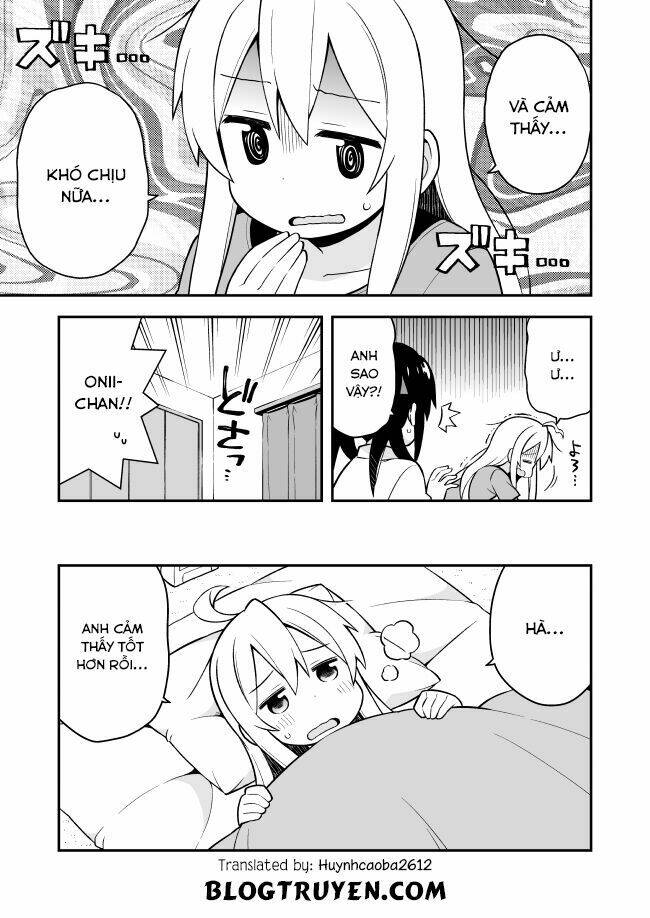 ズキ...
VÀ CẢM
THẤY...
KHÓ CHỊU
NỮA...
ズキ...
Ư...
Ư...
ANH
SAO
VẬY?!
ONII-
CHAN!!
どさっ
HÀ...
ANH CẢM
THẤY TỐT
HƠN RỒI...
Translated by: Huynhcaoba2612
BLOGTRUYEN.COM